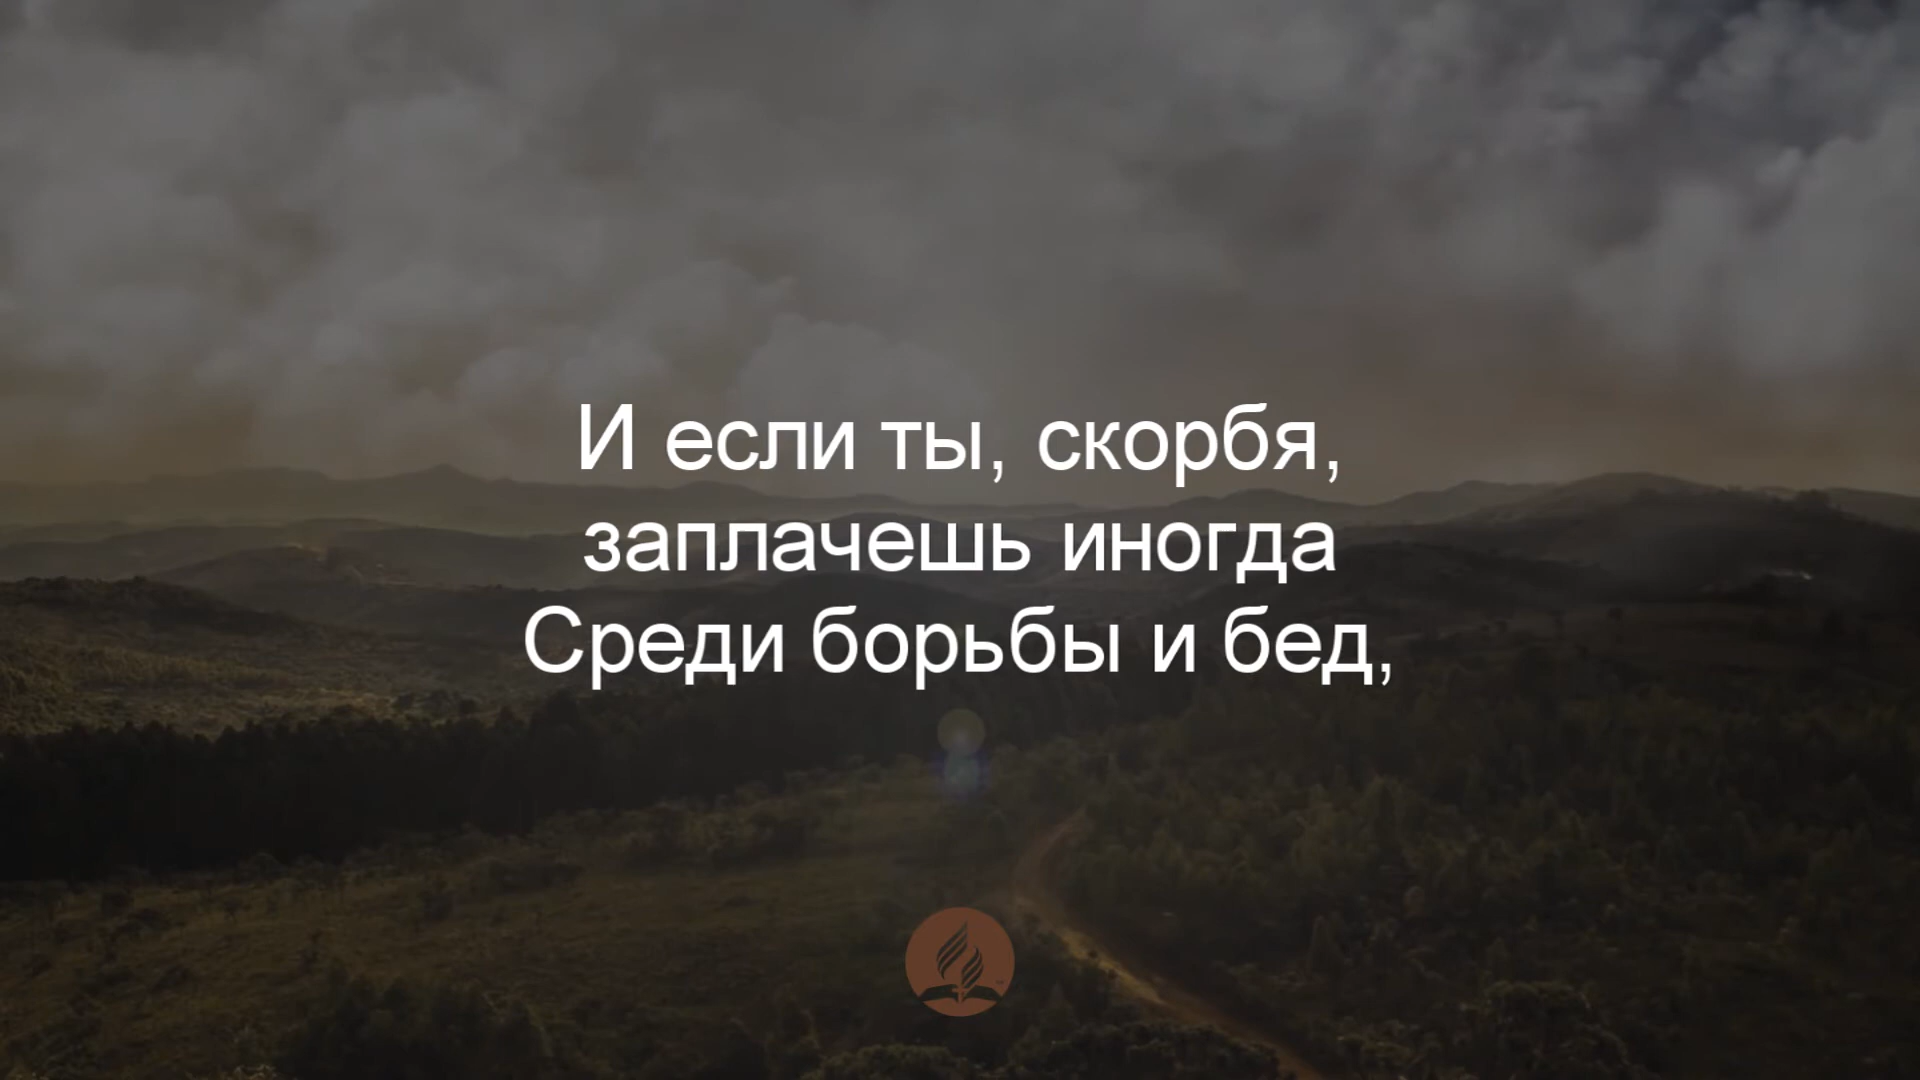 И если ты, скорбя,
заплачешь иногда
Среди борьбы и бед,